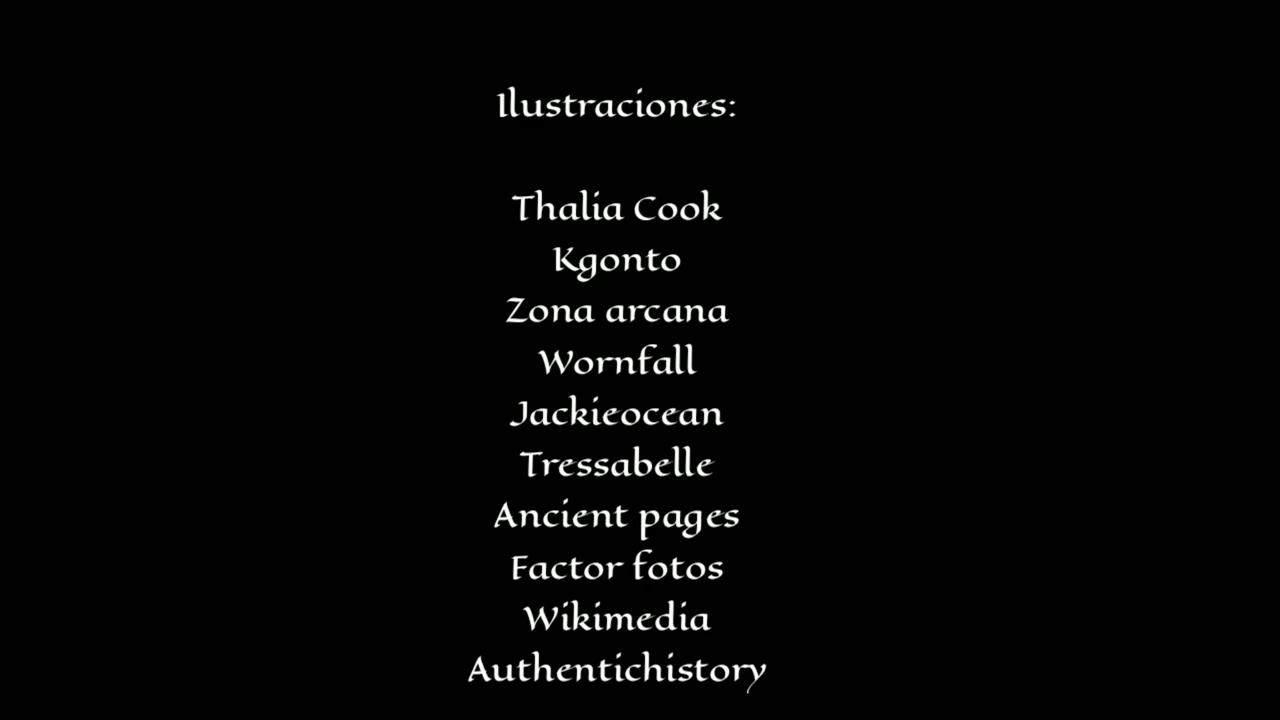 Ilustraciones:
Thalia Cook
Kgonto
Zona arcana
Wornfall
Jackieocean
Tressabelle
Ancient pages
Factor fotos
Wikimedia
Authentichistory